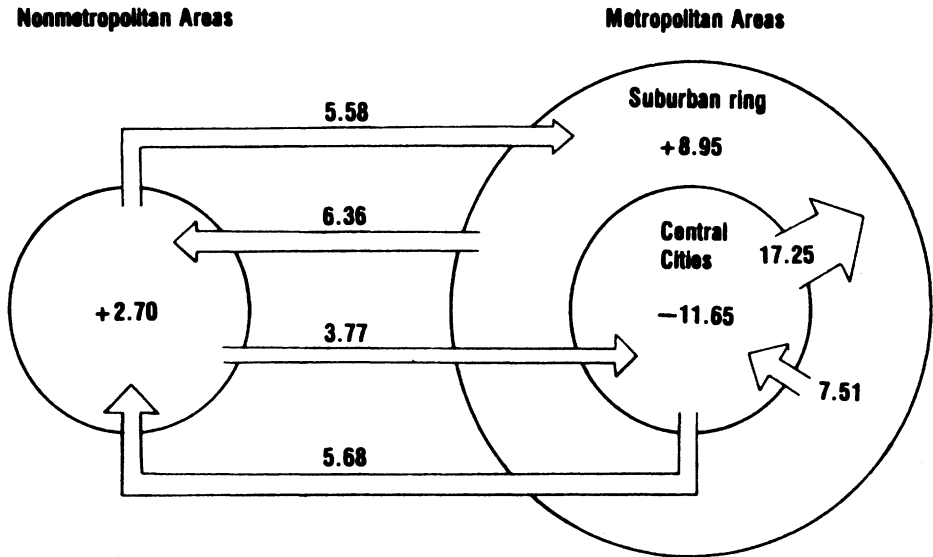 Nonmetropolitan Areas
Metropolitan Areas
Suburban ring
+8.95
5.58
6.36
Central
Cities
17.25
+2.70
−11.65
3.77
7.51
5.68